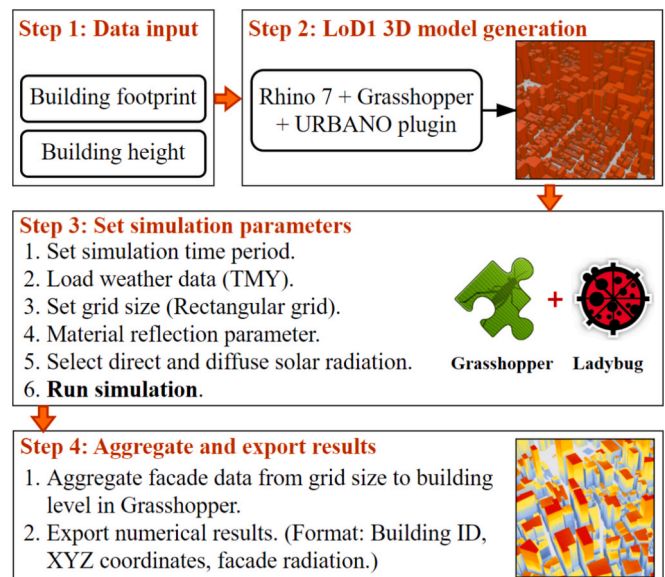 Step 1: Data input
Building footprint
Building height
Step 2: LoD1 3D model generation
Rhino 7 + Grasshopper
+ URBANO plugin
Step 3: Set simulation parameters
1. Set simulation time period.
2. Load weather data (TMY).
3. Set grid size (Rectangular grid).
4. Material reflection parameter.
5. Select direct and diffuse solar radiation.
6. Run simulation.
+
Grasshopper
Ladybug
Step 4: Aggregate and export results
1. Aggregate facade data from grid size to building
level in Grasshopper.
2. Export numerical results. (Format: Building ID,
XYZ coordinates, facade radiation.)